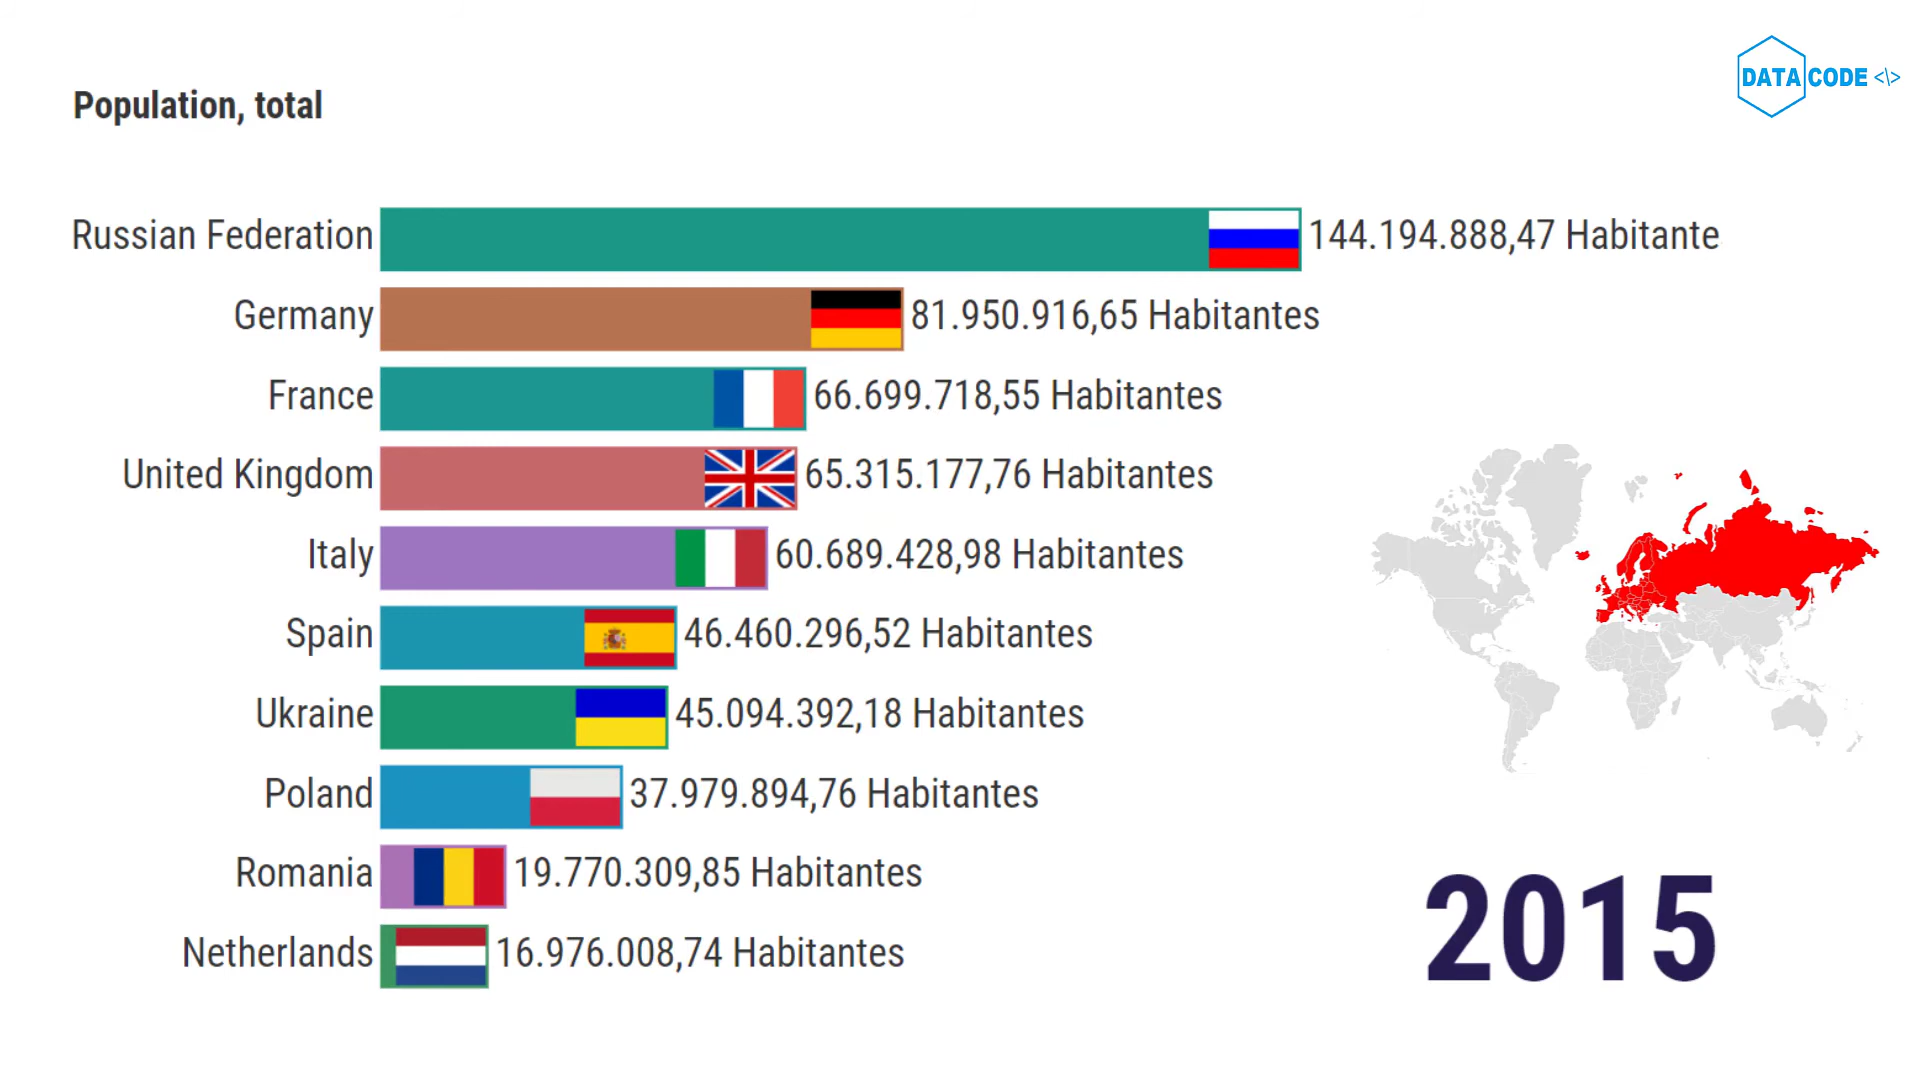 DATA CODE <\>
Population, total
Russian Federation 144.194.888,47 Habitante
Germany 81.950.916,65 Habitantes
France 66.699.718,55 Habitantes
United Kingdom 65.315.177,76 Habitantes
Italy 60.689.428,98 Habitantes
Spain 46.460.296,52 Habitantes
Ukraine 45.094.392,18 Habitantes
Poland 37.979.894,76 Habitantes
Romania 19.770.309,85 Habitantes
Netherlands 16.976.008,74 Habitantes
2015